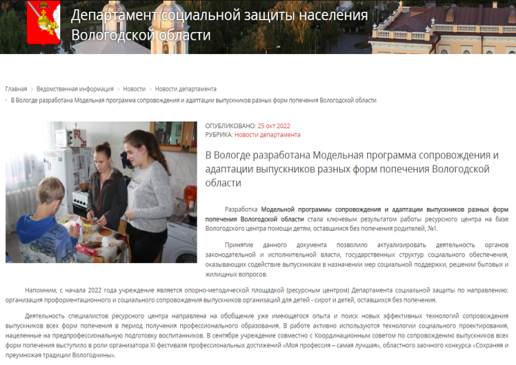 Департамент социальной защиты населения
Вологодской области
Главная > Ведомственная информация > Новости > Новости департамента
> В Вологде разработана Модельная программа сопровождения и адаптации выпускников разных форм попечения Вологодской области
ОПУБЛИКОВАНО: 25 окт 2022
РУБРИКА: Новости департамента
В Вологде разработана Модельная программа сопровождения и
адаптации выпускников разных форм попечения Вологодской
области
Разработка Модельной программы сопровождения и адаптации выпускников разных форм
попечения Вологодской области стала ключевым результатом работы ресурсного центра на базе
Вологодского центра помощи детям, оставшимся без попечения родителей, №1.
Принятие данного документа позволило актуализировать деятельность органов
законодательной и исполнительной власти, государственных структур социального обеспечения,
оказывающих содействие выпускникам в назначении мер социальной поддержки, решении бытовых и
жилищных вопросов.
Напомним, с начала 2022 года учреждение является опорно-методической площадкой (ресурсным центром) Департамента социальной защиты по направлению:
организация профориентационного и социального сопровождения выпускников организаций для детей - сирот и детей, оставшихся без попечения.
Деятельность специалистов ресурсного центра направлена на обобщение уже имеющегося опыта и поиск новых эффективных технологий сопровождения
выпускников всех форм попечения в период получения профессионального образования. В работе активно используются технологии социального проектирования,
нацеленные на предпрофессиональную подготовку воспитанников. В сентябре учреждение совместно с Координационным советом по сопровождению выпускников всех
форм попечения выступило в роли организатора XI фестиваля профессиональных достижений «Моя профессия – самая лучшая», областного заочного конкурса «Сохраняя и
преумножая традиции Вологодчины».